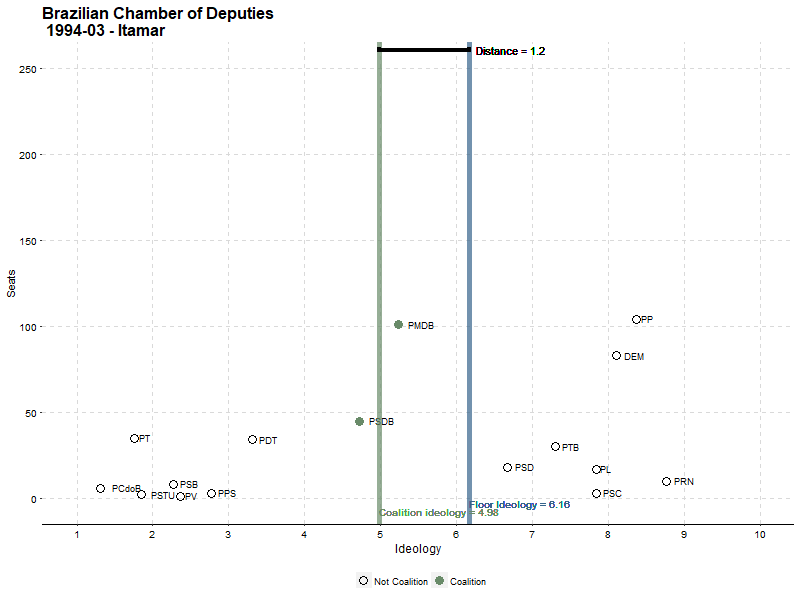 Brazilian Chamber of Deputies
1994-03 - Itamar
Distance = 1.2
250
200
150
100
50
0
Seats
PP
PMDB
DEM
PSDB
PT
PDT
PTB
PSD
PL
PRN
PCdoB
PSB
PSTU
PV
PPS
PSC
Floor Ideology = 6.16
Coalition ideology = 4.98
1 2 3 4 5 6 7 8 9 10
Ideology
Not Coalition Coalition